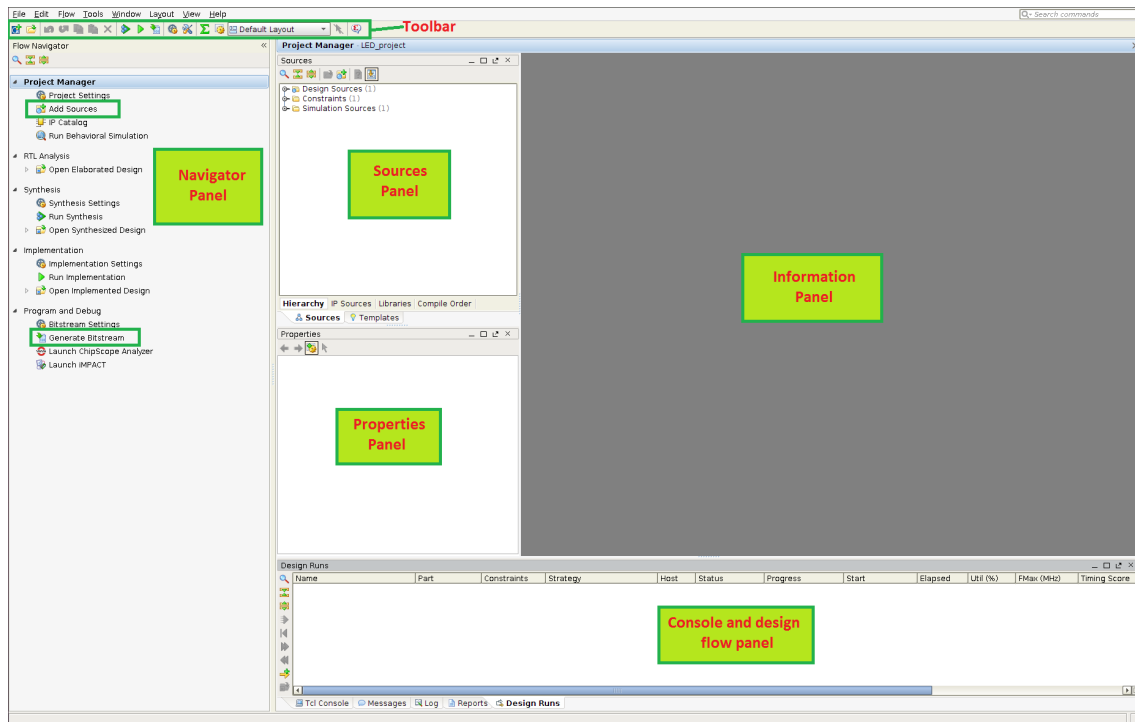 File Edit Flow Tools Window Layout View Help
Search commands
Default Layout
Toolbar
Flow Navigator
Project Manager
Project Settings
Add Sources
IP Catalog
Run Behavioral Simulation
RTL Analysis
Open Elaborated Design
Synthesis
Synthesis Settings
Run Synthesis
Open Synthesized Design
Implementation
Implementation Settings
Run Implementation
Open Implemented Design
Program and Debug
Bitstream Settings
Generate Bitstream
Launch ChipScope Analyzer
Launch iMPACT
Navigator
Panel
Project Manager - LED_project
Sources
Design Sources (1)
Constraints (1)
Simulation Sources (1)
Sources
Panel
Hierarchy IP Sources Libraries Compile Order
Sources Templates
Properties
Properties
Panel
Information
Panel
Design Runs
Name Part Constraints Strategy Host Status Progress Start Elapsed Util (%) FMax (MHz) Timing Score
Console and design
flow panel
Tcl Console Messages Log Reports Design Runs